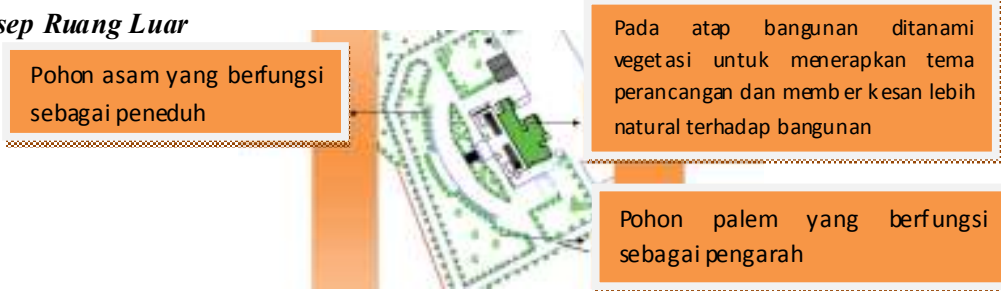 sep Ruang Luar
Pohon asam yang berfungsi
sebagai peneduh
Pada atap bangunan ditanami
vegetasi untuk menerapkan tema
perancangan dan member kesan lebih
natural terhadap bangunan
Pohon palem yang berfungsi
sebagai pengarah